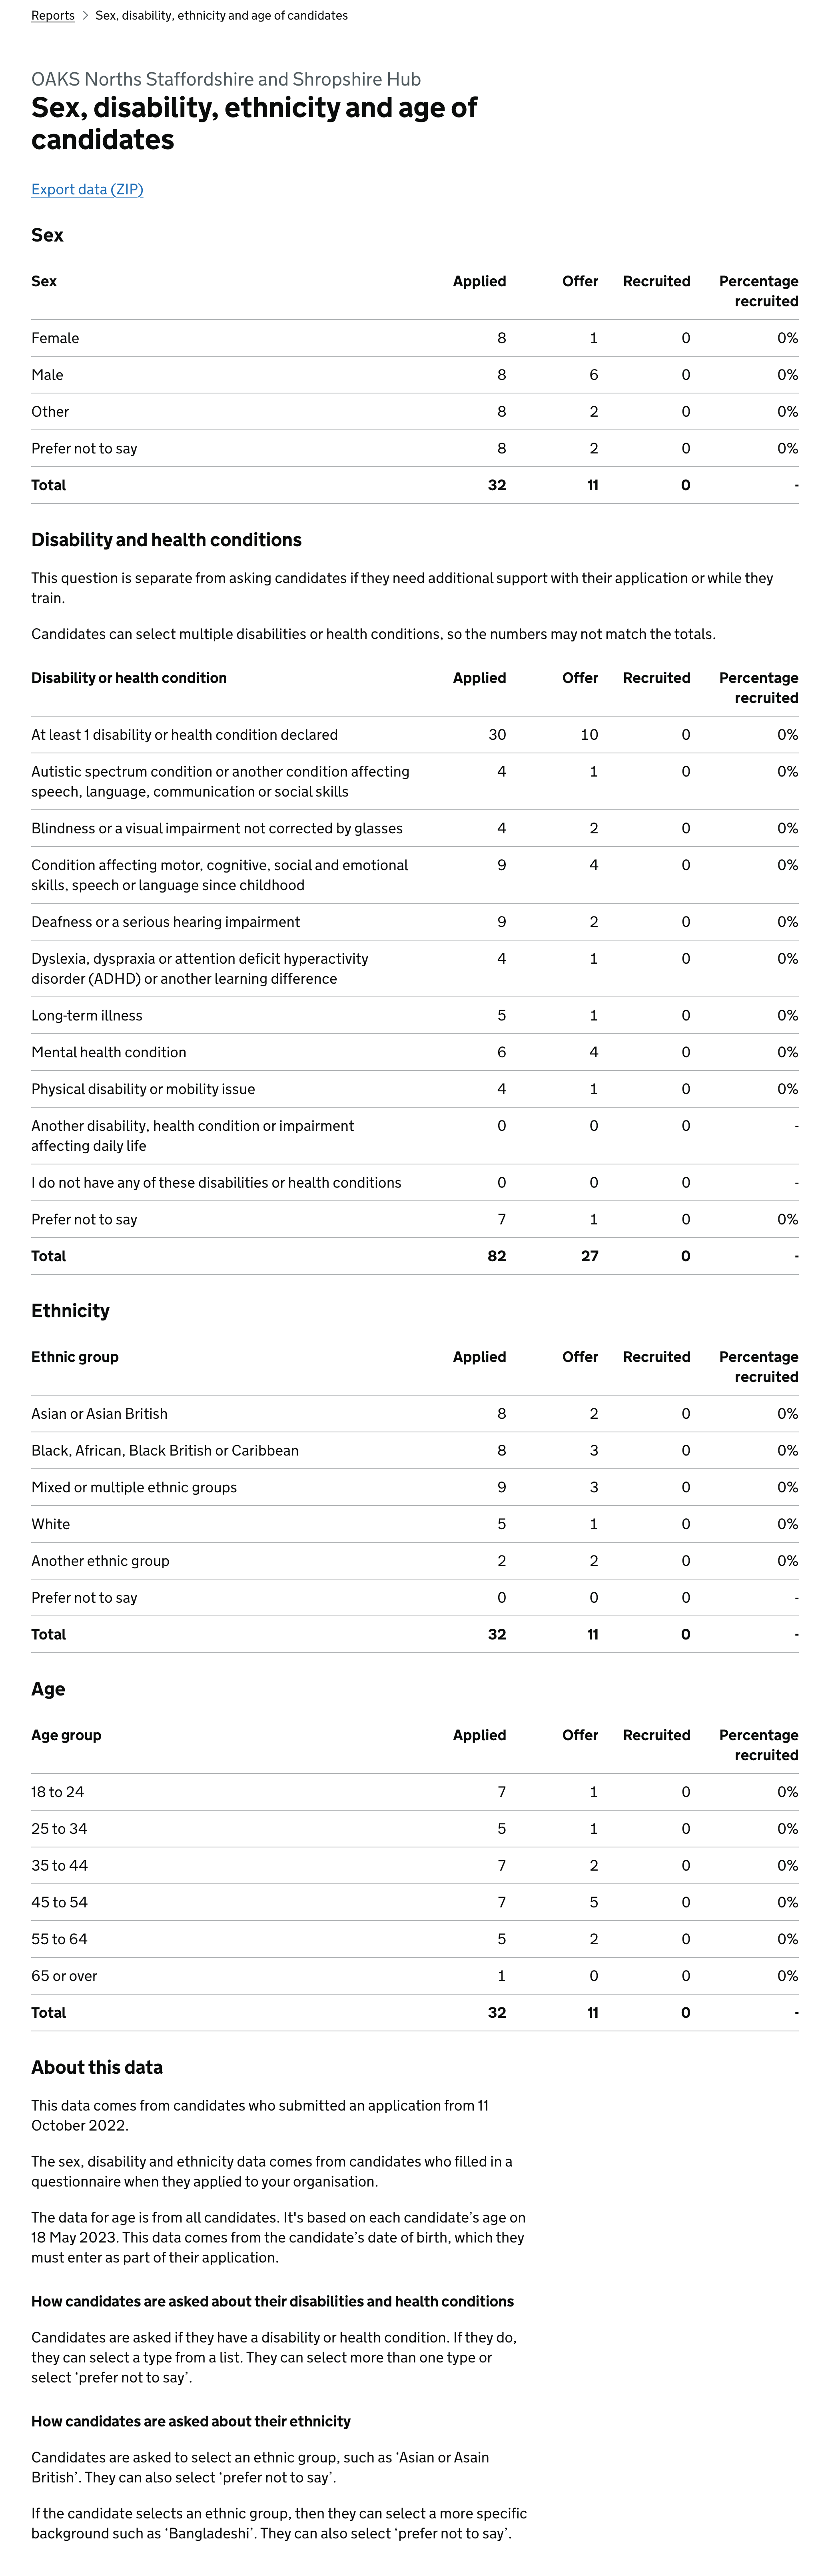 Reports > Sex, disability, ethnicity and age of candidates
OAKS Norths Staffordshire and Shropshire Hub
Sex, disability, ethnicity and age of
candidates
Export data (ZIP)
Sex
Sex Applied Offer Recruited Percentage
recruited
Female 8 1 0 0%
Male 8 6 0 0%
Other 8 2 0 0%
Prefer not to say 8 2 0 0%
Total 32 11 0 -
Disability and health conditions
This question is separate from asking candidates if they need additional support with their application or while they
train.
Candidates can select multiple disabilities or health conditions, so the numbers may not match the totals.
Disability or health condition Applied Offer Recruited Percentage
recruited
At least 1 disability or health condition declared 30 10 0 0%
Autistic spectrum condition or another condition affecting 4 1 0 0%
speech, language, communication or social skills
Blindness or a visual impairment not corrected by glasses 4 2 0 0%
Condition affecting motor, cognitive, social and emotional 9 4 0 0%
skills, speech or language since childhood
Deafness or a serious hearing impairment 9 2 0 0%
Dyslexia, dyspraxia or attention deficit hyperactivity 4 1 0 0%
disorder (ADHD) or another learning difference
Long-term illness 5 1 0 0%
Mental health condition 6 4 0 0%
Physical disability or mobility issue 4 1 0 0%
Another disability, health condition or impairment 0 0 0 -
affecting daily life
I do not have any of these disabilities or health conditions 0 0 0 -
Prefer not to say 7 1 0 0%
Total 82 27 0 -
Ethnicity
Ethnic group Applied Offer Recruited Percentage
recruited
Asian or Asian British 8 2 0 0%
Black, African, Black British or Caribbean 8 3 0 0%
Mixed or multiple ethnic groups 9 3 0 0%
White 5 1 0 0%
Another ethnic group 2 2 0 0%
Prefer not to say 0 0 0 -
Total 32 11 0 -
Age
Age group Applied Offer Recruited Percentage
recruited
18 to 24 7 1 0 0%
25 to 34 5 1 0 0%
35 to 44 7 2 0 0%
45 to 54 7 5 0 0%
55 to 64 5 2 0 0%
65 or over 1 0 0 0%
Total 32 11 0 -
About this data
This data comes from candidates who submitted an application from 11
October 2022.
The sex, disability and ethnicity data comes from candidates who filled in a
questionnaire when they applied to your organisation.
The data for age is from all candidates. It's based on each candidate’s age on
18 May 2023. This data comes from the candidate’s date of birth, which they
must enter as part of their application.
How candidates are asked about their disabilities and health conditions
Candidates are asked if they have a disability or health condition. If they do,
they can select a type from a list. They can select more than one type or
select ‘prefer not to say’.
How candidates are asked about their ethnicity
Candidates are asked to select an ethnic group, such as ‘Asian or Asain
British’. They can also select ‘prefer not to say’.
If the candidate selects an ethnic group, then they can select a more specific
background such as ‘Bangladeshi’. They can also select ‘prefer not to say’.